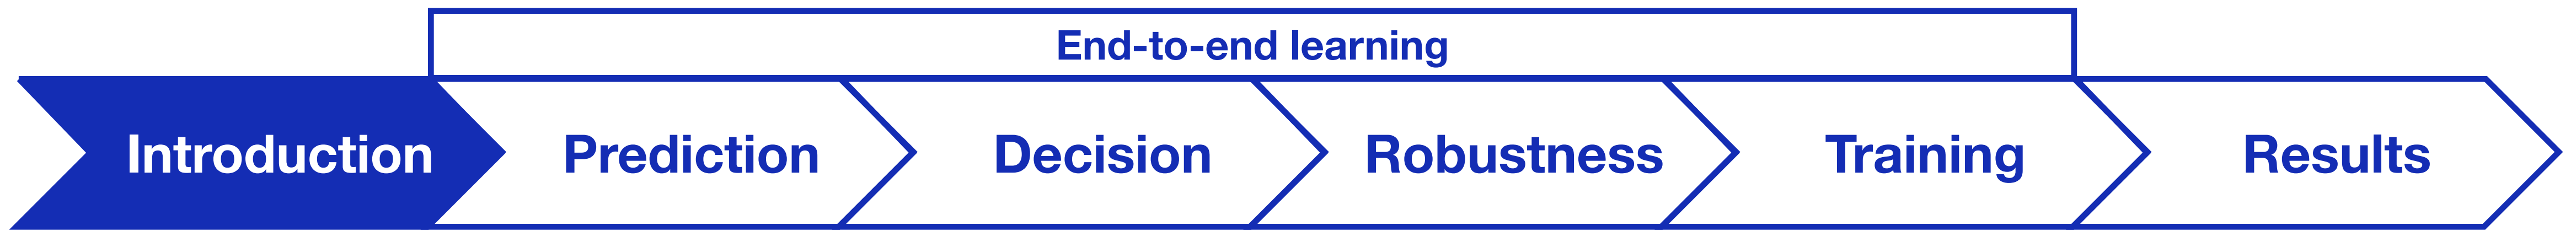 End-to-end learning
Introduction Prediction Decision Robustness Training Results